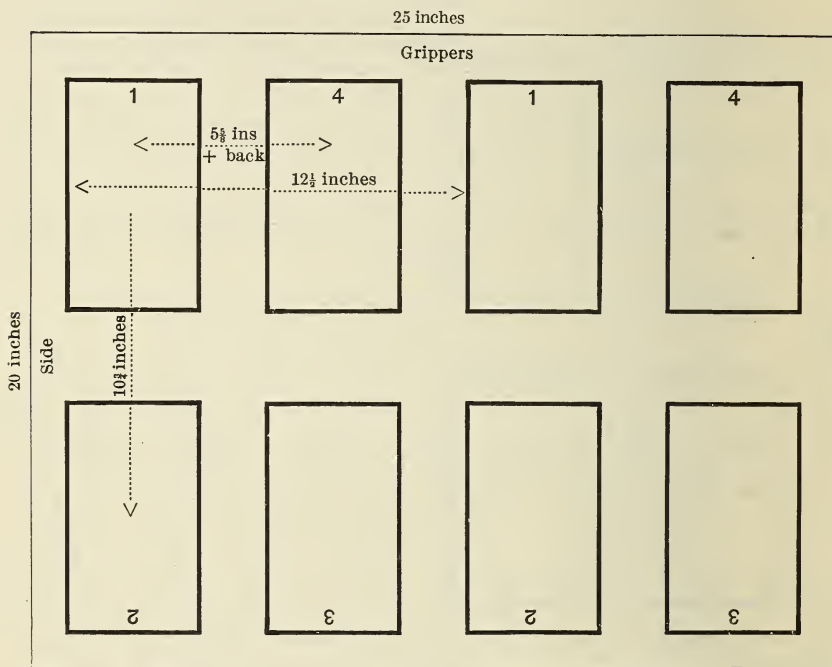 25 inches
Grippers
1 4 1 4
5⅝ ins
+ back
12½ inches
20 inches
Side
10¾ inches
2 3 2 3